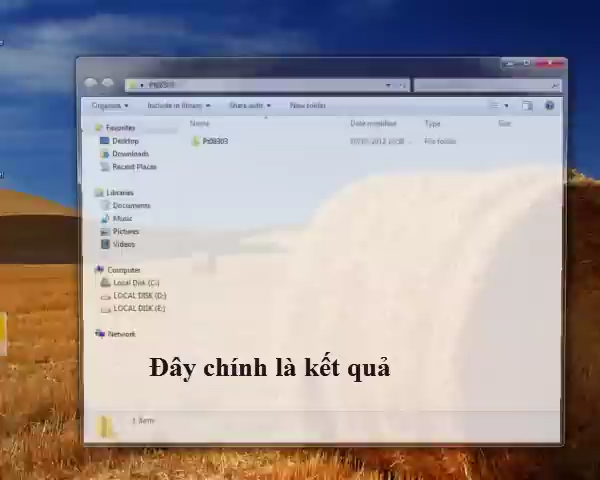 Organize
Include in library
Share with
New folder
Name
Date modified
Type
Size
Favorites
Desktop
Downloads
Recent Places
File folder
Libraries
Documents
Music
Pictures
Videos
Computer
Local Disk (C:)
LOCAL DISK (D:)
LOCAL DISK (E:)
Network
Đây chính là kết quả
1 item